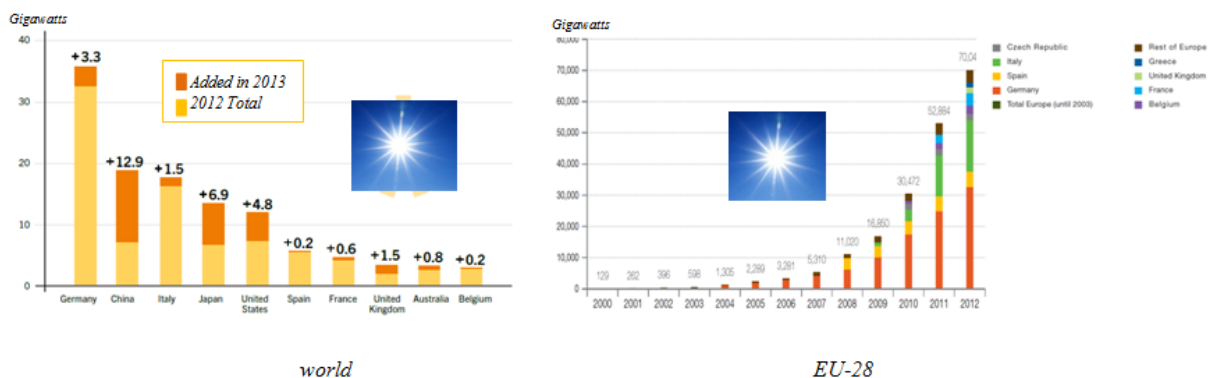 Gigawatts
40
30
20
10
0
+3.3
+12.9
+1.5
+6.9
+4.8
+0.2
+0.6
+1.5
+0.8
+0.2
Added in 2013
2012 Total
Germany
China
Italy
Japan
United
States
Spain
France
United
Kingdom
Australia
Belgium
world
Gigawatts
80,000
70,000
60,000
50,000
40,000
30,000
20,000
10,000
0
129
262
396
598
1,305
2,289
3,281
5,310
11,020
16,850
30,472
52,884
70,04
2000
2001
2002
2003
2004
2005
2006
2007
2008
2009
2010
2011
2012
Czech Republic
Italy
Spain
Germany
Total Europe (until 2003)
Rest of Europe
Greece
United Kingdom
France
Belgium
EU-28